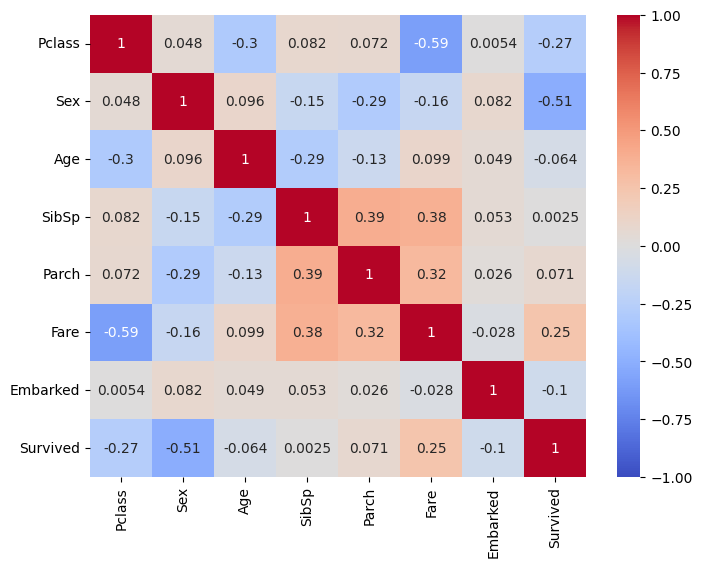 Pclass 1 0.048 -0.3 0.082 0.072 -0.59 0.0054 -0.27
Sex 0.048 1 0.096 -0.15 -0.29 -0.16 0.082 -0.51
Age -0.3 0.096 1 -0.29 -0.13 0.099 0.049 -0.064
SibSp 0.082 -0.15 -0.29 1 0.39 0.38 0.053 0.0025
Parch 0.072 -0.29 -0.13 0.39 1 0.32 0.026 0.071
Fare -0.59 -0.16 0.099 0.38 0.32 1 -0.028 0.25
Embarked 0.0054 0.082 0.049 0.053 0.026 -0.028 1 -0.1
Survived -0.27 -0.51 -0.064 0.0025 0.071 0.25 -0.1 1
Pclass Sex Age SibSp Parch Fare Embarked Survived
1.00
0.75
0.50
0.25
0.00
−0.25
−0.50
−0.75
−1.00